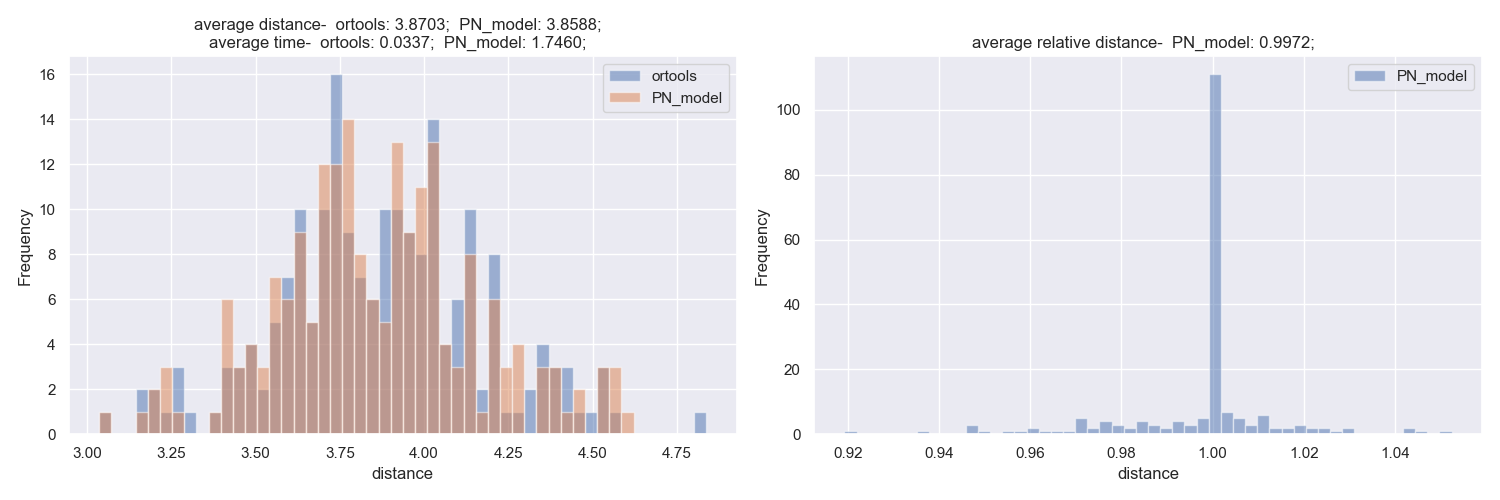 average distance-  ortools: 3.8703;  PN_model: 3.8588;
average time-  ortools: 0.0337;  PN_model: 1.7460;
ortools
PN_model
Frequency
16
14
12
10
8
6
4
2
0
3.00 3.25 3.50 3.75 4.00 4.25 4.50 4.75
distance
average relative distance-  PN_model: 0.9972;
PN_model
Frequency
100
80
60
40
20
0
0.92 0.94 0.96 0.98 1.00 1.02 1.04
distance